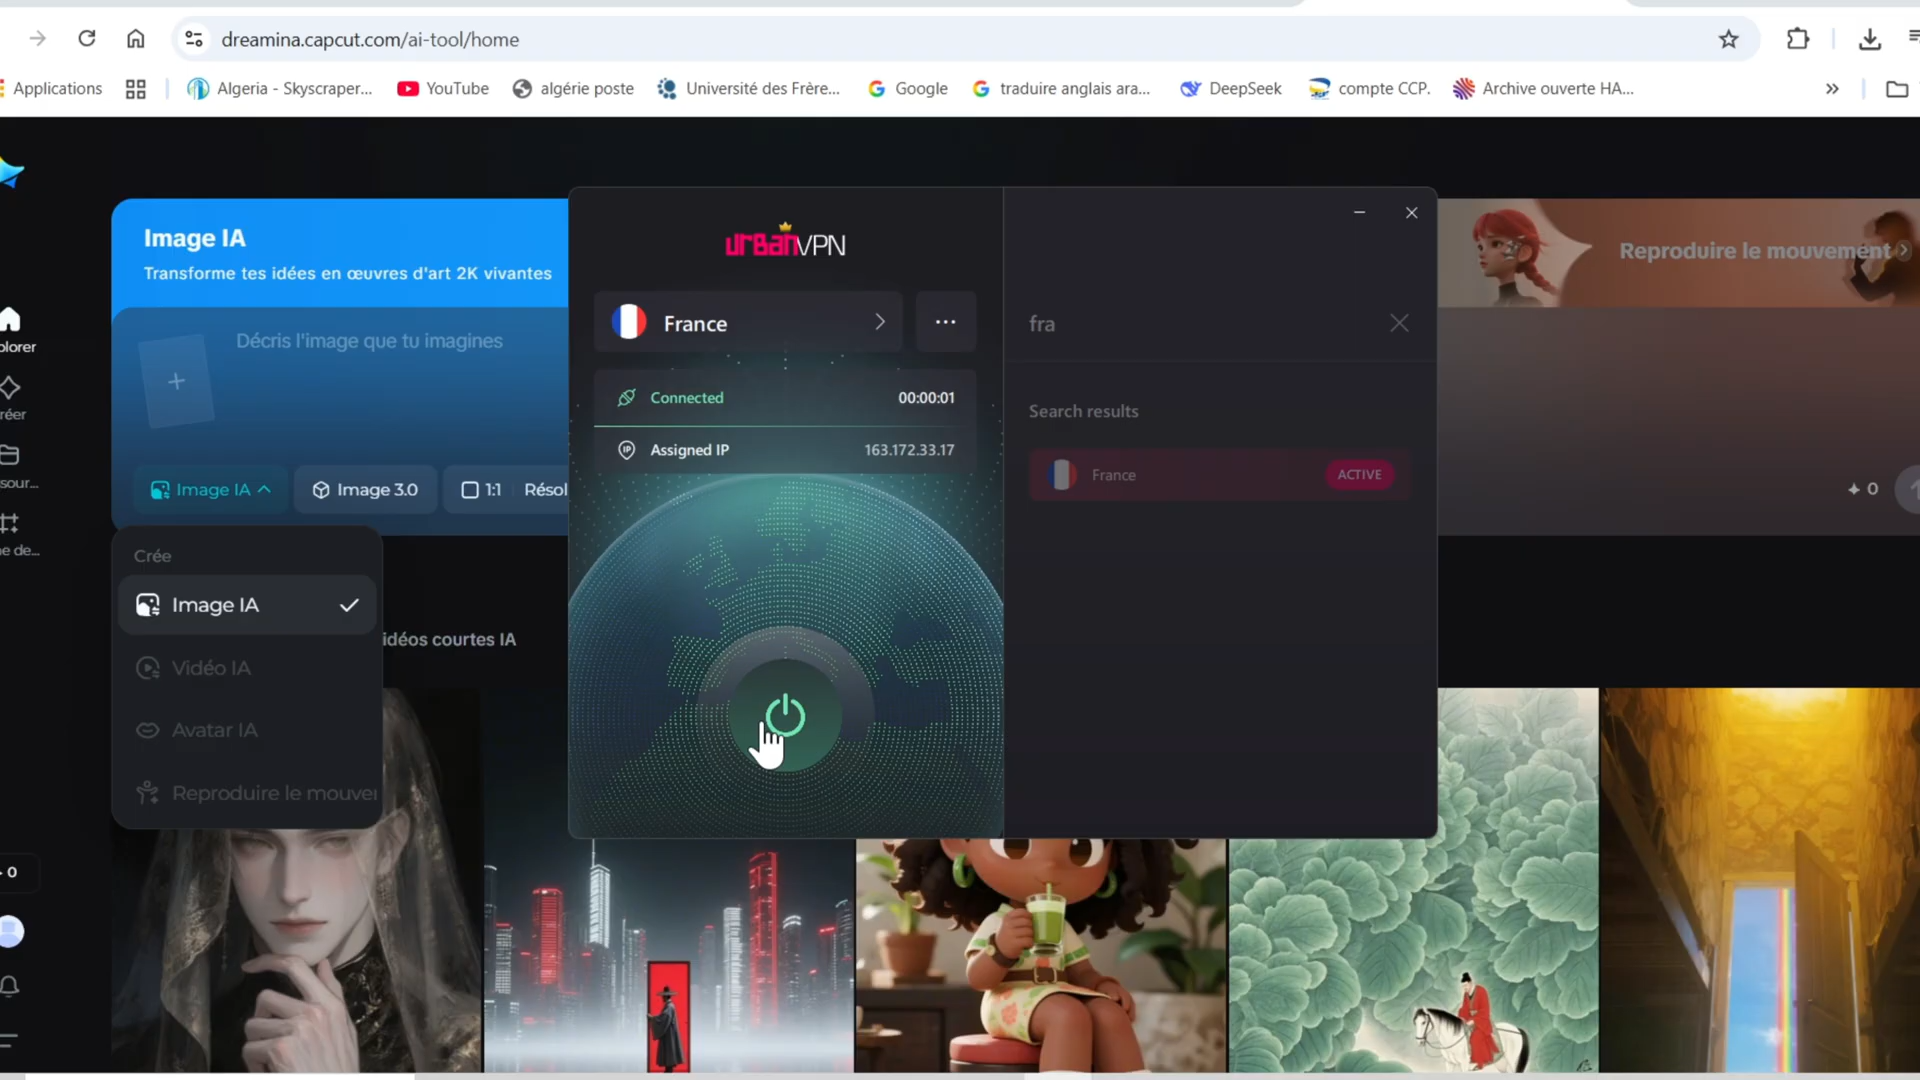 dreamina.capcut.com/ai-tool/home
Applications
Algeria - Skyscraper...
YouTube
algérie poste
Université des Frère...
Google
traduire anglais ara...
DeepSeek
compte CCP.
Archive ouverte HA...
»
Image IA
Transforme tes idées en œuvres d'art 2K vivantes
Décris l'image que tu imagines
Image IA
Image 3.0
1:1
Résol
Crée
Image IA
Vidéo IA
Avatar IA
Reproduire le mouve
idéos courtes IA
plorer
réer
sour...
e de...
0
urBanVPN
France
...
Connected
00:00:01
IP
Assigned IP
163.172.33.17
fra
Search results
France
ACTIVE
Reproduire le mouvement
0